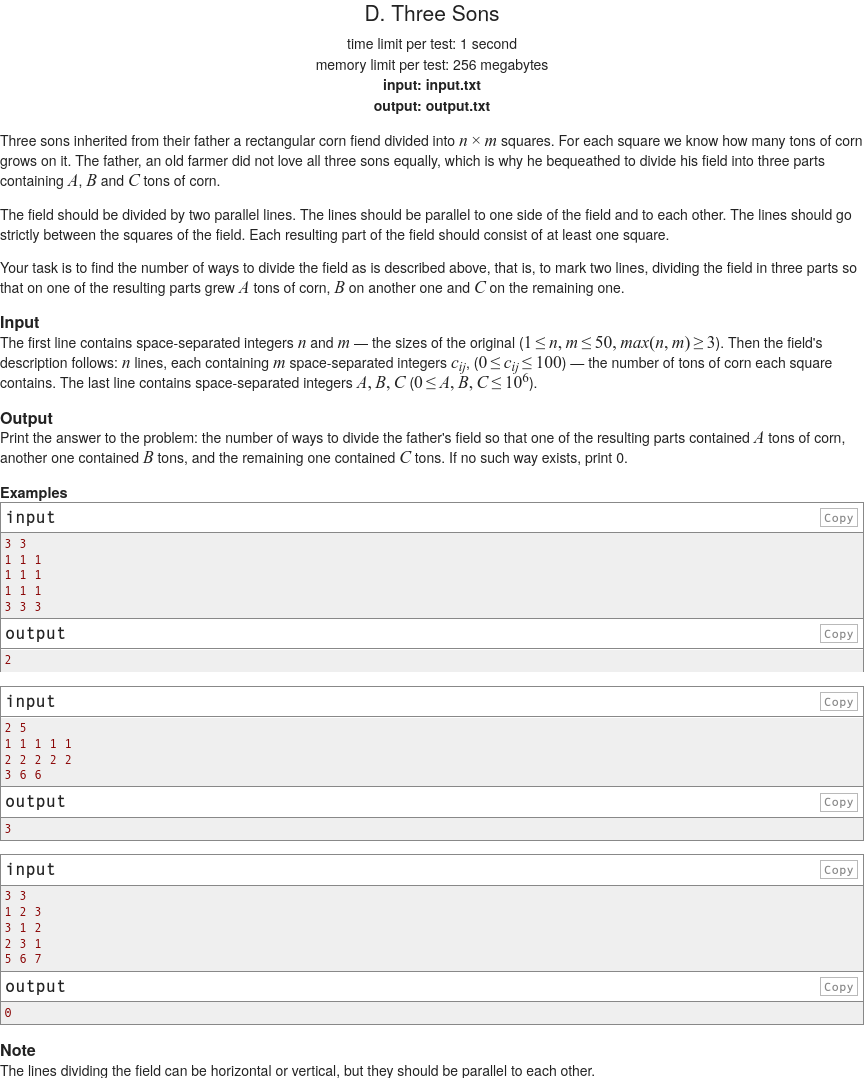 D. Three Sons
time limit per test: 1 second
memory limit per test: 256 megabytes
input: input.txt
output: output.txt
Three sons inherited from their father a rectangular corn fiend divided into n × m squares. For each square we know how many tons of corn
grows on it. The father, an old farmer did not love all three sons equally, which is why he bequeathed to divide his field into three parts
containing A, B and C tons of corn.
The field should be divided by two parallel lines. The lines should be parallel to one side of the field and to each other. The lines should go
strictly between the squares of the field. Each resulting part of the field should consist of at least one square.
Your task is to find the number of ways to divide the field as is described above, that is, to mark two lines, dividing the field in three parts so
that on one of the resulting parts grew A tons of corn, B on another one and C on the remaining one.
Input
The first line contains space-separated integers n and m — the sizes of the original (1 ≤ n, m ≤ 50, max(n, m) ≥ 3). Then the field's
description follows: n lines, each containing m space-separated integers cij, (0 ≤ cij ≤ 100) — the number of tons of corn each square
contains. The last line contains space-separated integers A, B, C (0 ≤ A, B, C ≤ 10^6).
Output
Print the answer to the problem: the number of ways to divide the father's field so that one of the resulting parts contained A tons of corn,
another one contained B tons, and the remaining one contained C tons. If no such way exists, print 0.
Examples
input Copy
3 3
1 1 1
1 1 1
1 1 1
3 3 3
output Copy
2
input Copy
2 5
1 1 1 1 1
2 2 2 2 2
3 6 6
output Copy
3
input Copy
3 3
1 2 3
3 1 2
2 3 1
5 6 7
output Copy
0
Note
The lines dividing the field can be horizontal or vertical, but they should be parallel to each other.